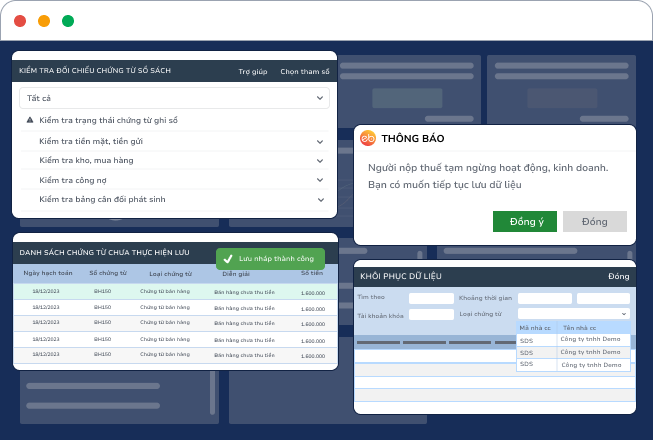 KIỂM TRA ĐỐI CHIẾU CHỨNG TỪ SỔ SÁCH Trợ giúp Chọn tham số
Tất cả
Kiểm tra trạng thái chứng từ ghi sổ
Kiểm tra tiền mặt, tiền gửi
Kiểm tra kho, mua hàng
Kiểm tra công nợ
Kiểm tra bảng cân đối phát sinh
eb THÔNG BÁO
Người nộp thuế tạm ngừng hoạt động, kinh doanh.
Bạn có muốn tiếp tục lưu dữ liệu
Đồng ý Đóng
DANH SÁCH CHỨNG TỪ CHƯA THỰC HIỆN LƯU
Lưu nháp thành công
Ngày hạch toán Số chứng từ Loại chứng từ Diễn giải Số tiền
18/12/2023 BH150 Chứng từ bán hàng Bán hàng chưa thu tiền 1.600.000
18/12/2023 BH150 Chứng từ bán hàng Bán hàng chưa thu tiền 1.600.000
18/12/2023 BH150 Chứng từ bán hàng Bán hàng chưa thu tiền 1.600.000
18/12/2023 BH150 Chứng từ bán hàng Bán hàng chưa thu tiền 1.600.000
18/12/2023 BH150 Chứng từ bán hàng Bán hàng chưa thu tiền 1.600.000
KHÔI PHỤC DỮ LIỆU Đóng
Tìm theo Khoảng thời gian
Tài khoản khóa Loại chứng từ
Mã nhà cc Tên nhà cc
SDS Công ty tnhh Demo
SDS Công ty tnhh Demo
SDS Công ty tnhh Demo